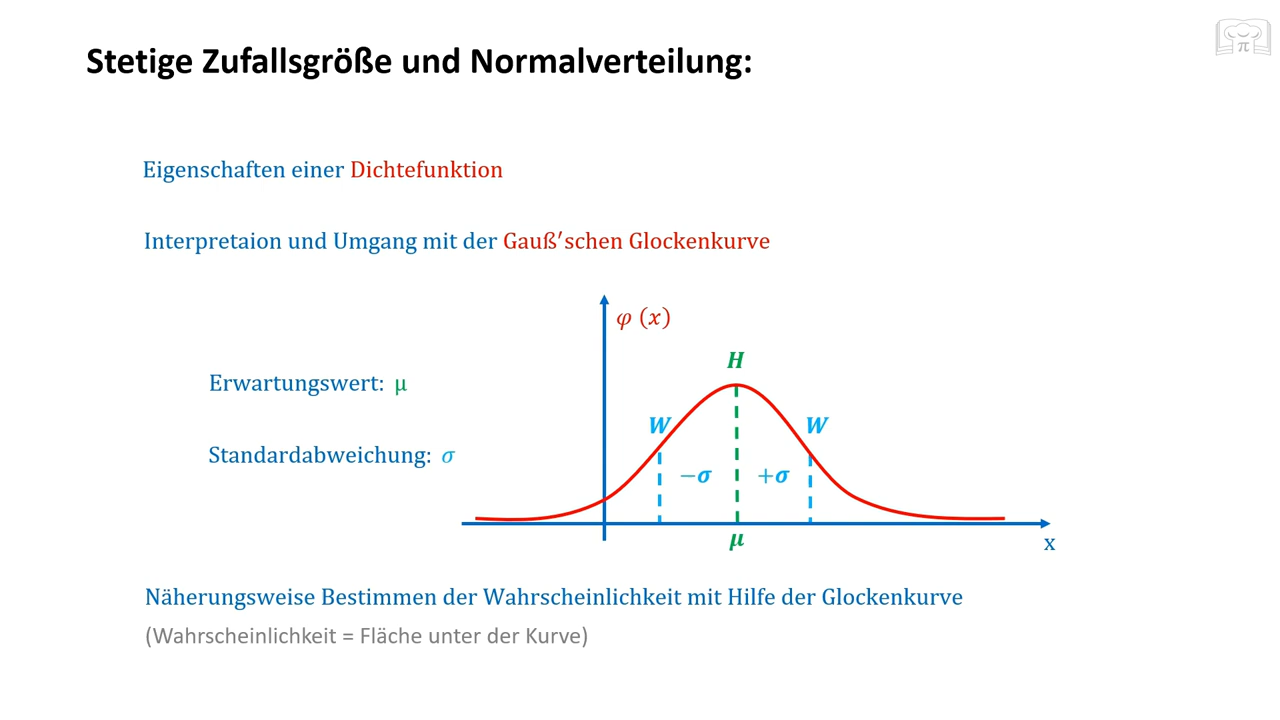 Stetige Zufallsgröße und Normalverteilung:
Eigenschaften einer Dichtefunktion
Interpretaion und Umgang mit der Gauß′schen Glockenkurve
φ (x)
H
Erwartungswert: μ
W W
Standardabweichung: σ
−σ +σ
μ
x
Näherungsweise Bestimmen der Wahrscheinlichkeit mit Hilfe der Glockenkurve
(Wahrscheinlichkeit = Fläche unter der Kurve)
π